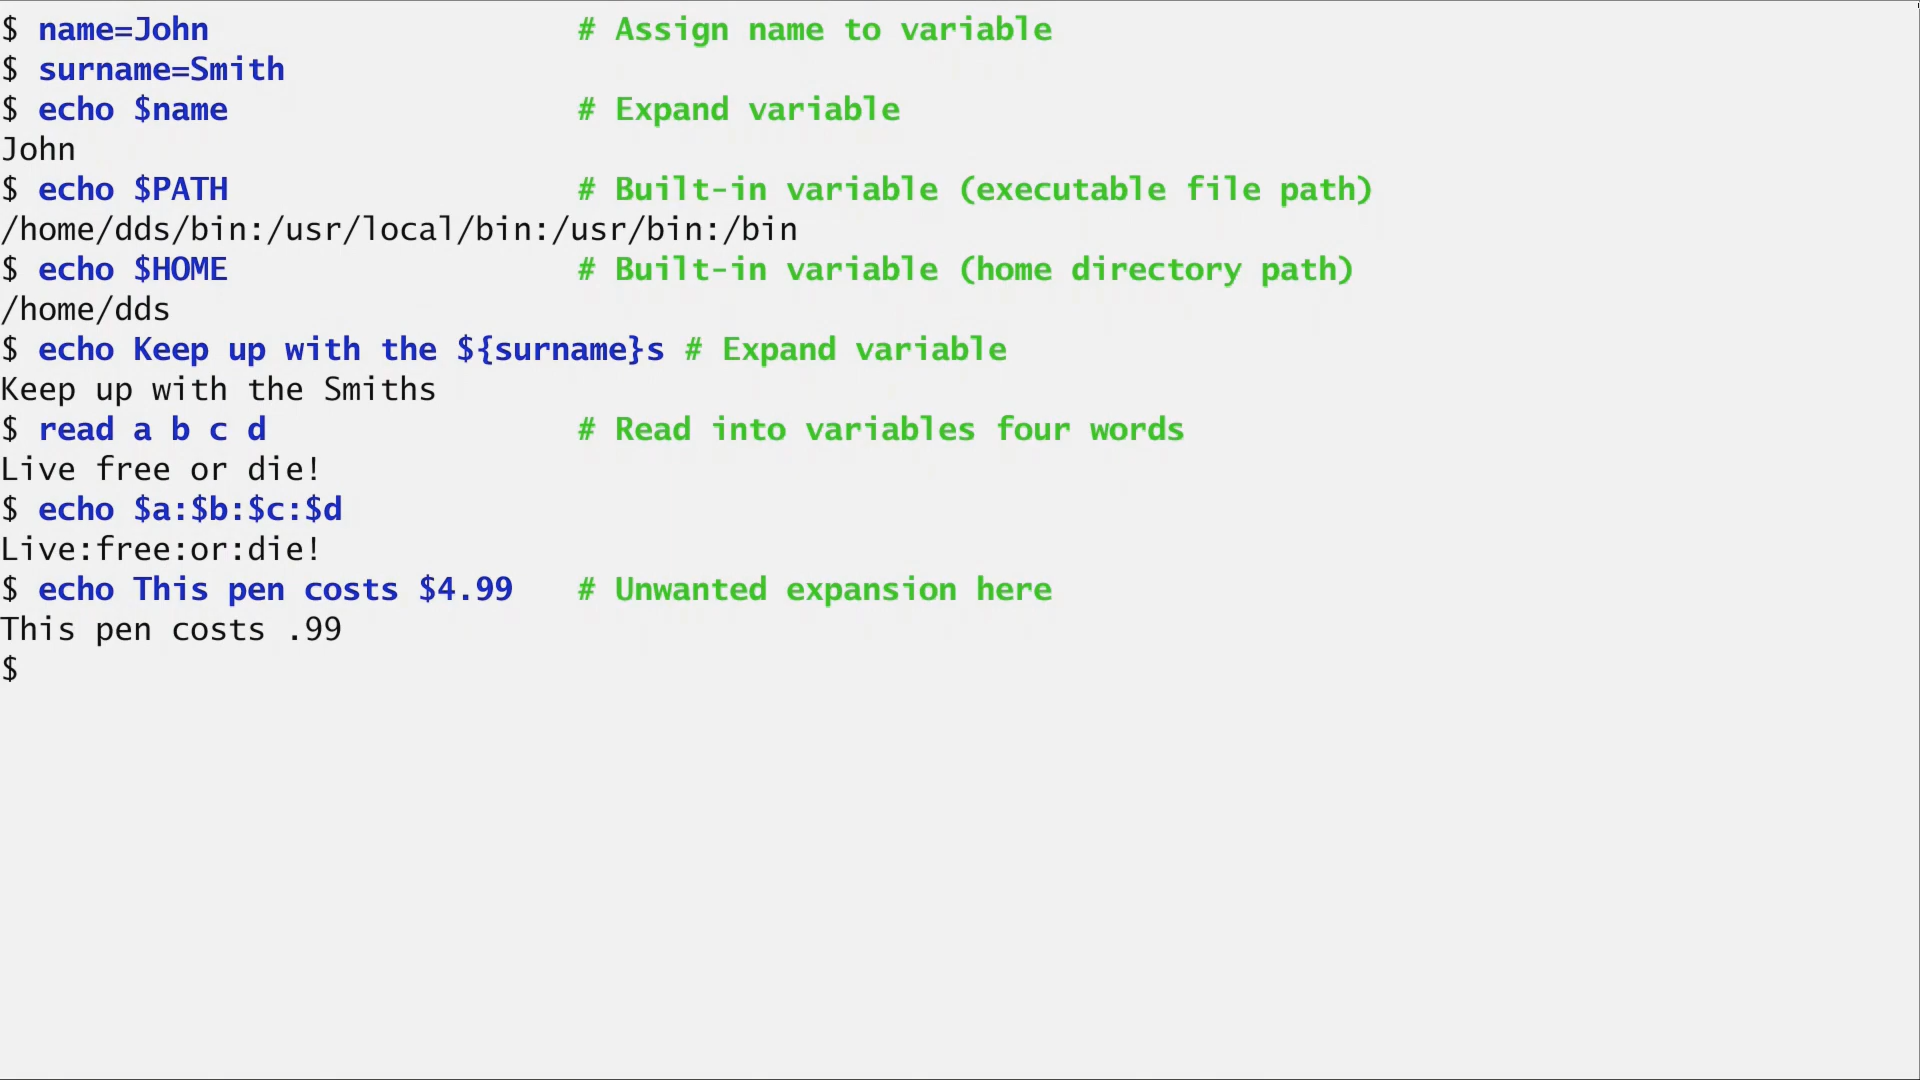 $ name=John # Assign name to variable
$ surname=Smith
$ echo $name # Expand variable
John
$ echo $PATH # Built-in variable (executable file path)
/home/dds/bin:/usr/local/bin:/usr/bin:/bin
$ echo $HOME # Built-in variable (home directory path)
/home/dds
$ echo Keep up with the ${surname}s # Expand variable
Keep up with the Smiths
$ read a b c d # Read into variables four words
Live free or die!
$ echo $a:$b:$c:$d
Live:free:or:die!
$ echo This pen costs $4.99 # Unwanted expansion here
This pen costs .99
$